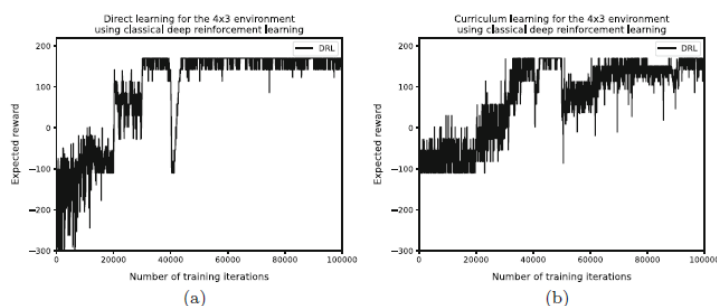 Direct learning for the 4x3 environment
using classical deep reinforcement learning
DRL
200
100
0
−100
−200
−300
Expected reward
0
20000
40000
60000
80000
100000
Number of training iterations
(a)
Curriculum learning for the 4x3 environment
using classical deep reinforcement learning
DRL
200
100
0
−100
−200
−300
Expected reward
0
20000
40000
60000
80000
100000
Number of training iterations
(b)